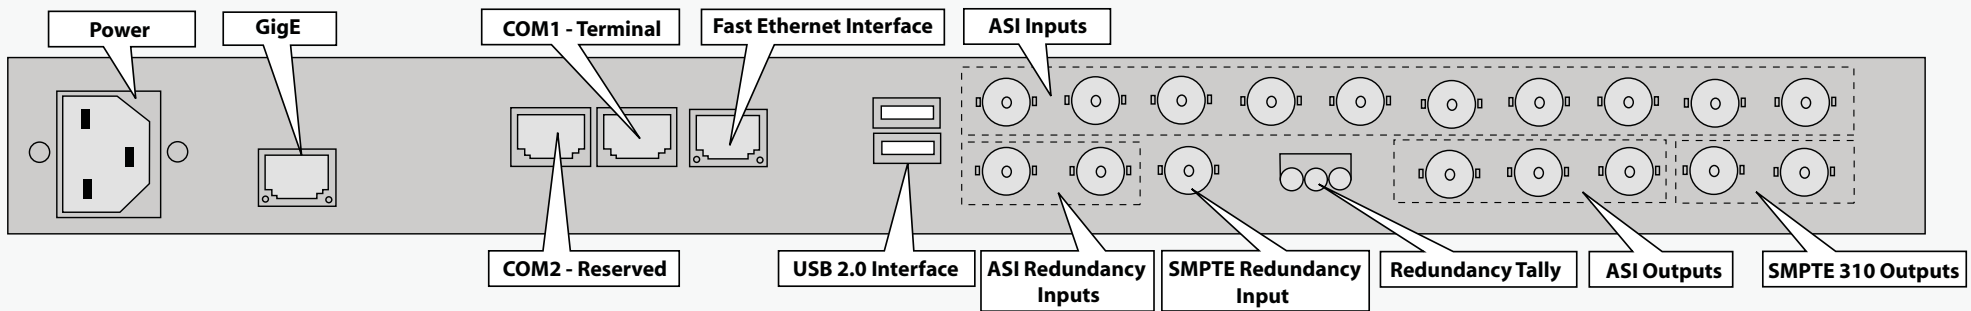 Power
GigE
COM1 - Terminal
Fast Ethernet Interface
ASI Inputs
COM2 - Reserved
USB 2.0 Interface
ASI Redundancy
Inputs
SMPTE Redundancy
Input
Redundancy Tally
ASI Outputs
SMPTE 310 Outputs